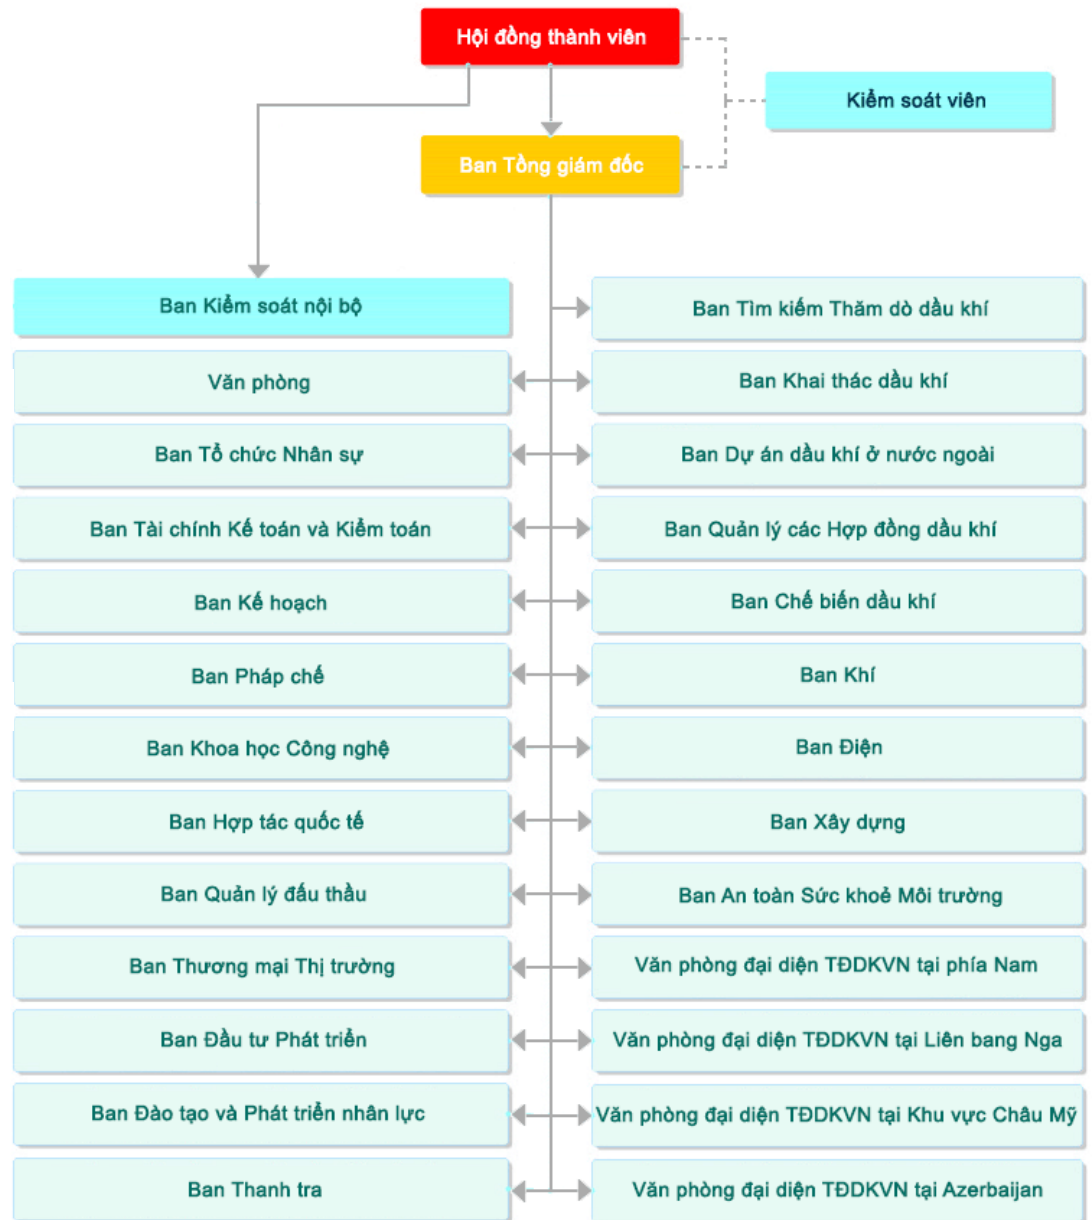 Hội đồng thành viên
Kiểm soát viên
Ban Tổng giám đốc
Ban Kiểm soát nội bộ
Ban Tìm kiếm Thăm dò dầu khí
Văn phòng
Ban Khai thác dầu khí
Ban Tổ chức Nhân sự
Ban Dự án dầu khí ở nước ngoài
Ban Tài chính Kế toán và Kiểm toán
Ban Quản lý các Hợp đồng dầu khí
Ban Kế hoạch
Ban Chế biến dầu khí
Ban Pháp chế
Ban Khí
Ban Khoa học Công nghệ
Ban Điện
Ban Hợp tác quốc tế
Ban Xây dựng
Ban Quản lý đấu thầu
Ban An toàn Sức khoẻ Môi trường
Ban Thương mại Thị trường
Văn phòng đại diện TĐDKVN tại phía Nam
Ban Đầu tư Phát triển
Văn phòng đại diện TĐDKVN tại Liên bang Nga
Ban Đào tạo và Phát triển nhân lực
Văn phòng đại diện TĐDKVN tại Khu vực Châu Mỹ
Ban Thanh tra
Văn phòng đại diện TĐDKVN tại Azerbaijan